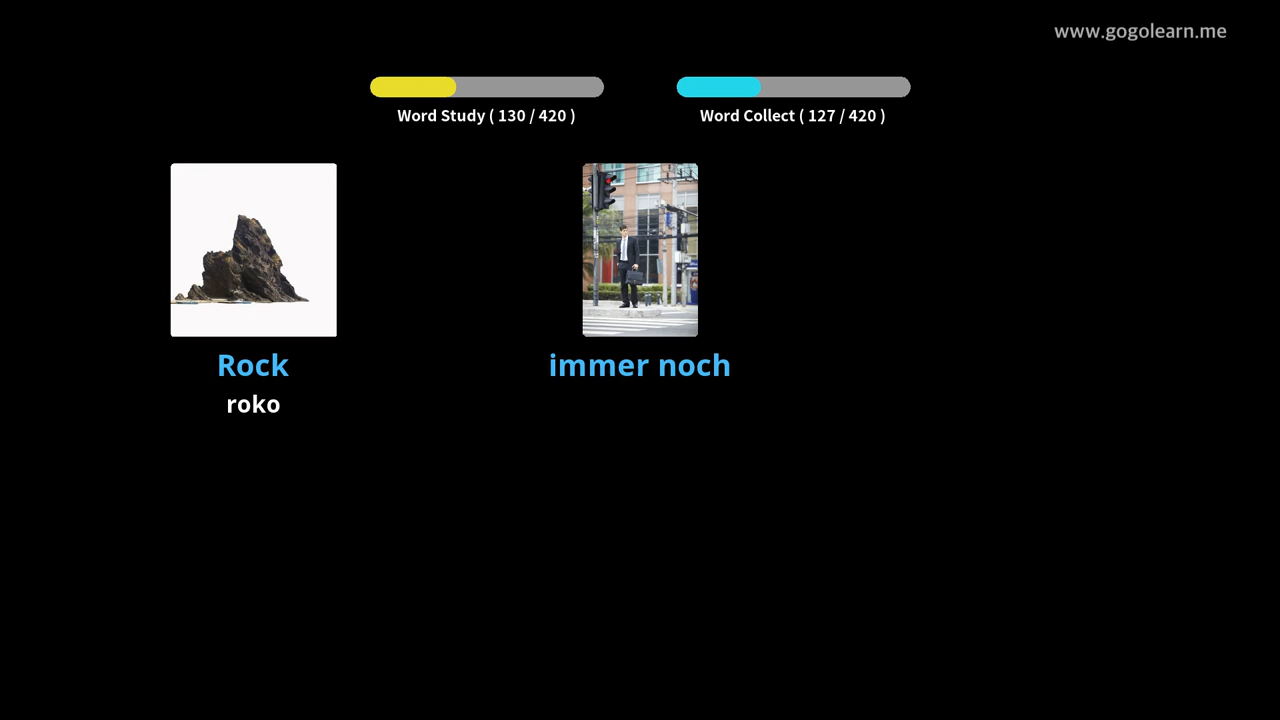 www.gogolearn.me
Word Study ( 130 / 420 )
Word Collect ( 127 / 420 )
Rock
immer noch
roko